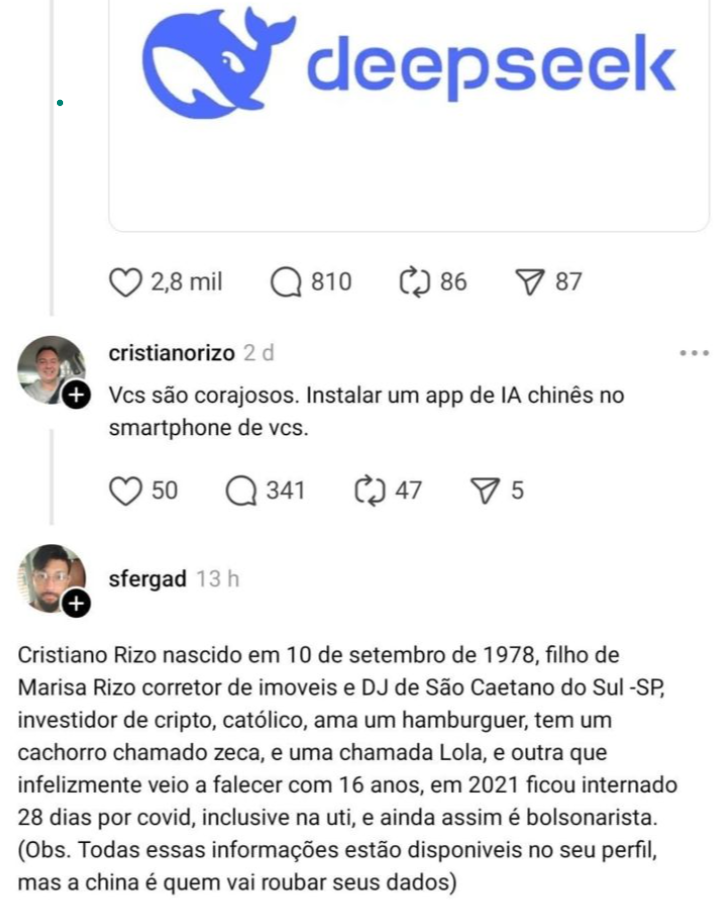 deepseek
2,8 mil 810 86 87
cristianorizo 2 d
Vcs são corajosos. Instalar um app de IA chinês no
smartphone de vcs.
50 341 47 5
sfergad 13 h
Cristiano Rizo nascido em 10 de setembro de 1978, filho de
Marisa Rizo corretor de imoveis e DJ de São Caetano do Sul -SP,
investidor de cripto, católico, ama um hamburguer, tem um
cachorro chamado zeca, e uma chamada Lola, e outra que
infelizmente veio a falecer com 16 anos, em 2021 ficou internado
28 dias por covid, inclusive na uti, e ainda assim é bolsonarista.
(Obs. Todas essas informações estão disponiveis no seu perfil,
mas a china é quem vai roubar seus dados)